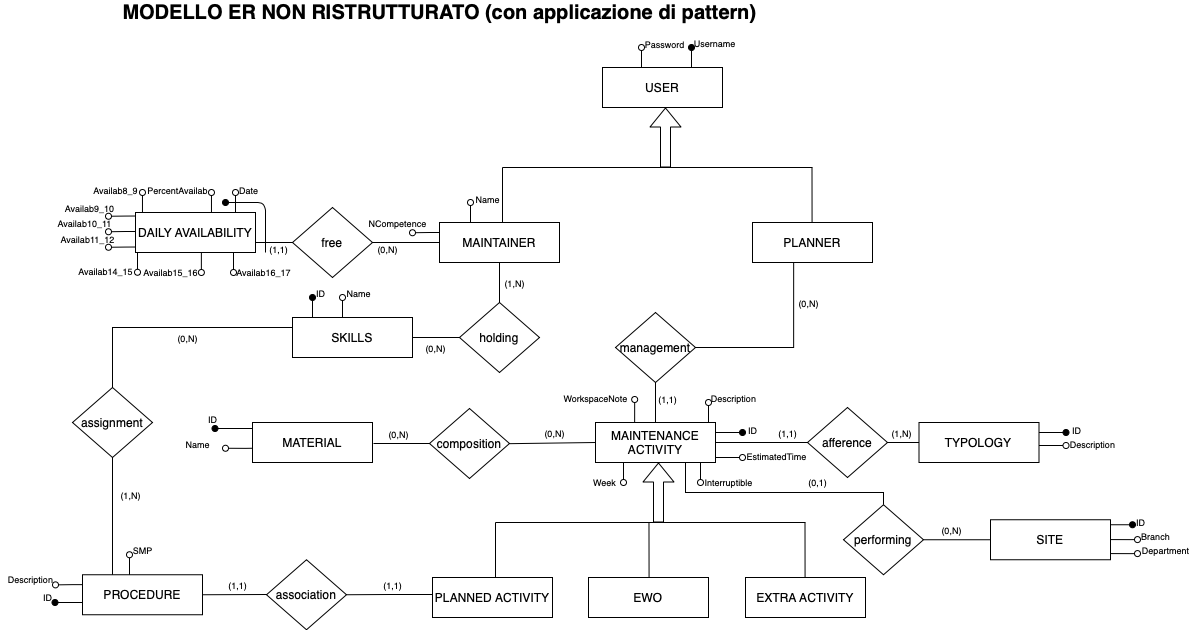 MODELLO ER NON RISTRUTTURATO (con applicazione di pattern)
Password
Username
USER
Availab8_9
PercentAvailab
Date
Availab9_10
Availab10_11
Availab11_12
DAILY AVAILABILITY
Availab14_15
Availab15_16
Availab16_17
(1,1)
free
(0,N)
NCompetence
Name
MAINTAINER
PLANNER
(1,N)
(0,N)
ID
Name
SKILLS
(0,N)
holding
(0,N)
management
(1,1)
assignment
(1,N)
ID
Name
MATERIAL
(0,N)
composition
(0,N)
WorkspaceNote
Description
MAINTENANCE
ACTIVITY
ID
EstimatedTime
Week
Interruptible
(1,1)
afference
(1,N)
TYPOLOGY
ID
Description
(0,1)
performing
(0,N)
SITE
ID
Branch
Department
SMP
Description
ID
PROCEDURE
(1,1)
association
(1,1)
PLANNED ACTIVITY
EWO
EXTRA ACTIVITY